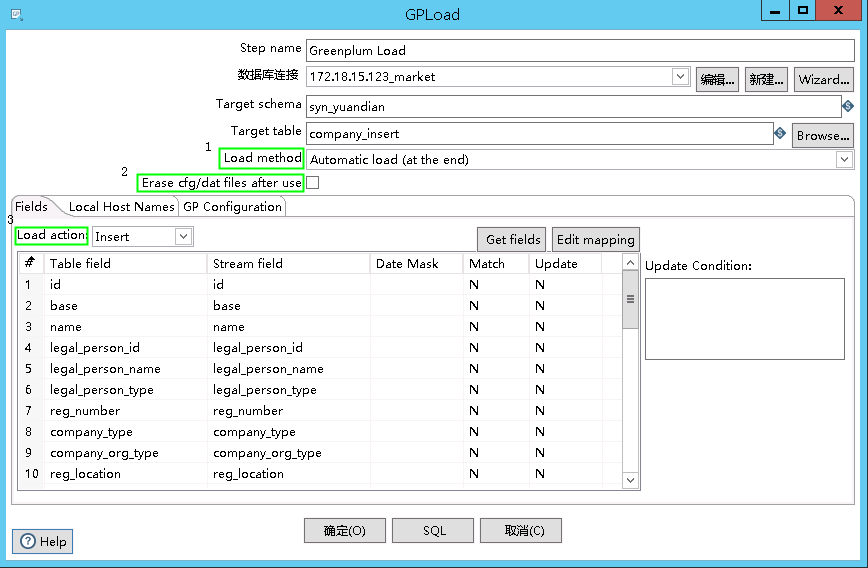 GPLoad
Step name Greenplum Load
数据库连接 172.18.15.123_market 编辑... 新建... Wizard...
Target schema syn_yuandian
Target table company_insert Browse...
1 Load method Automatic load (at the end)
2 Erase cfg/dat files after use
Fields Local Host Names GP Configuration
3 Load action: Insert Get fields Edit mapping
# Table field Stream field Date Mask Match Update Update Condition:
1 id id N N
2 base base N N
3 name name N N
4 legal_person_id legal_person_id N N
5 legal_person_name legal_person_name N N
6 legal_person_type legal_person_type N N
7 reg_number reg_number N N
8 company_type company_type N N
9 company_org_type company_org_type N N
10 reg_location reg_location N N
确定(O) SQL 取消(C)
Help